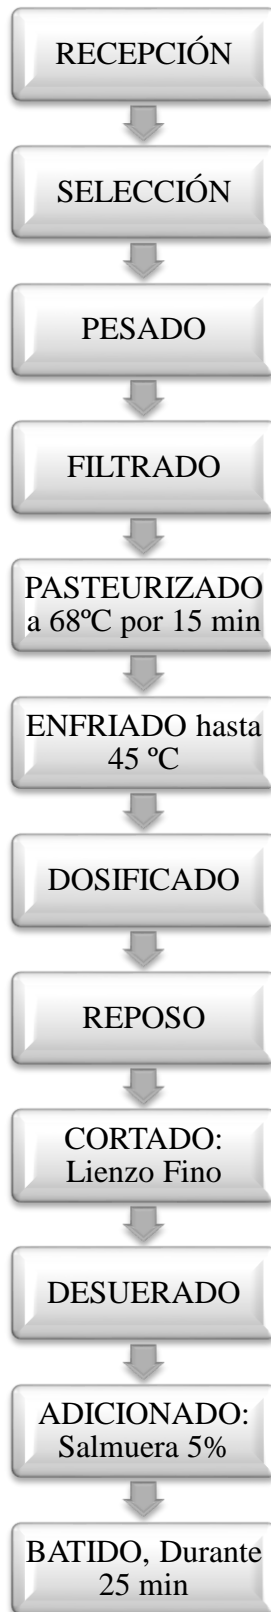 RECEPCIÓN
SELECCIÓN
PESADO
FILTRADO
PASTEURIZADO
a 68ºC por 15 min
ENFRIADO hasta
45 ºC
DOSIFICADO
REPOSO
CORTADO:
Lienzo Fino
DESUERADO
ADICIONADO:
Salmuera 5%
BATIDO, Durante
25 min